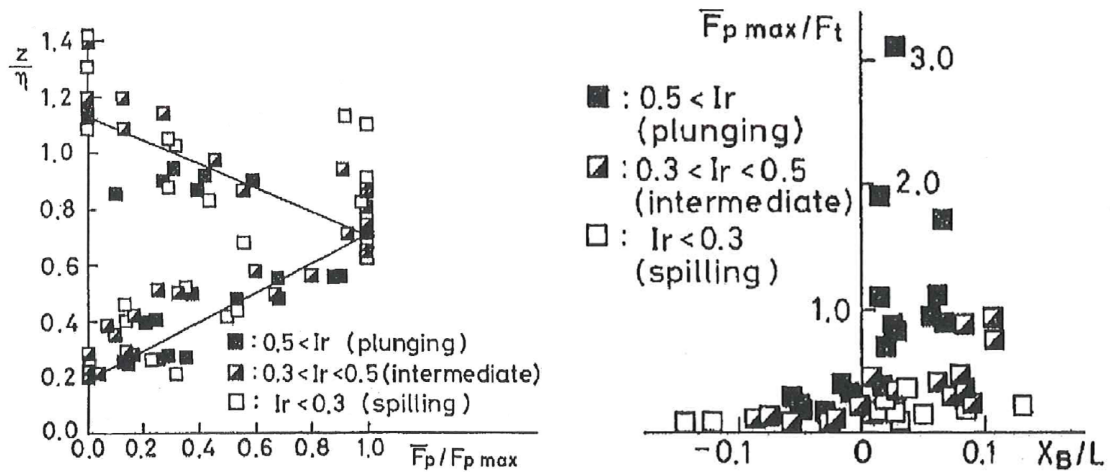 z/η
1.4
1.2
1.0
0.8
0.6
0.4
0.2
0.0
0.0 0.2 0.4 0.6 0.8 1.0
F̅p/Fp max
■ : 0.5<Ir (plunging)
◪ : 0.3<Ir<0.5 (intermediate)
□ : Ir<0.3 (spilling)
F̅p max/Ft
3.0
2.0
1.0
■ : 0.5<Ir
(plunging)
◪ : 0.3<Ir<0.5
(intermediate)
□ : Ir<0.3
(spilling)
-0.1 0 0.1 XB/L